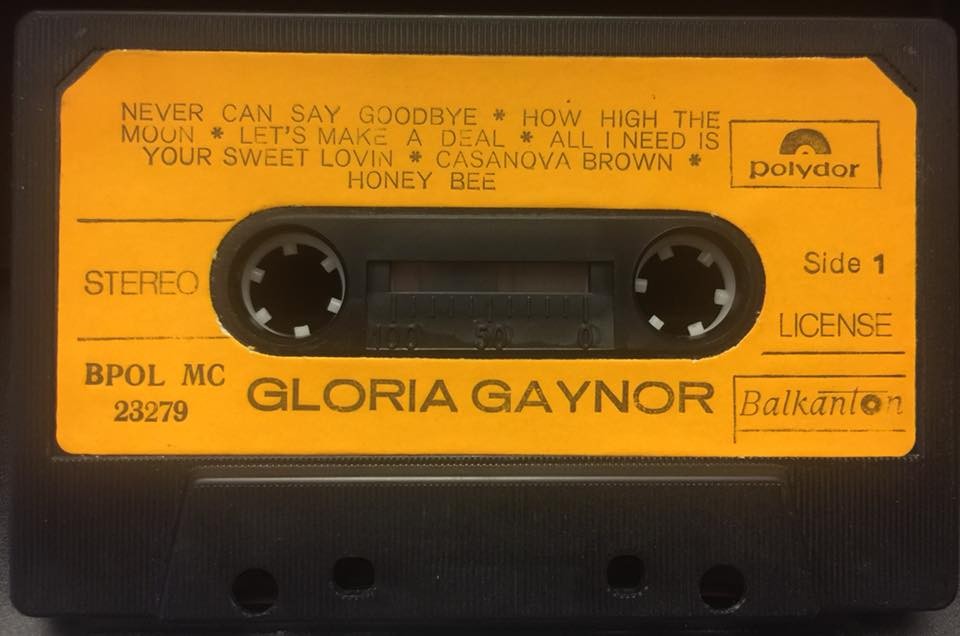 NEVER CAN SAY GOODBYE * HOW HIGH THE
MOON * LET'S MAKE A DEAL * ALL I NEED IS
YOUR SWEET LOVIN * CASANOVA BROWN *
HONEY BEE
polydor
STEREO
Side 1
100 50 0
LICENSE
BPOL MC
23279
GLORIA GAYNOR
Balkanton